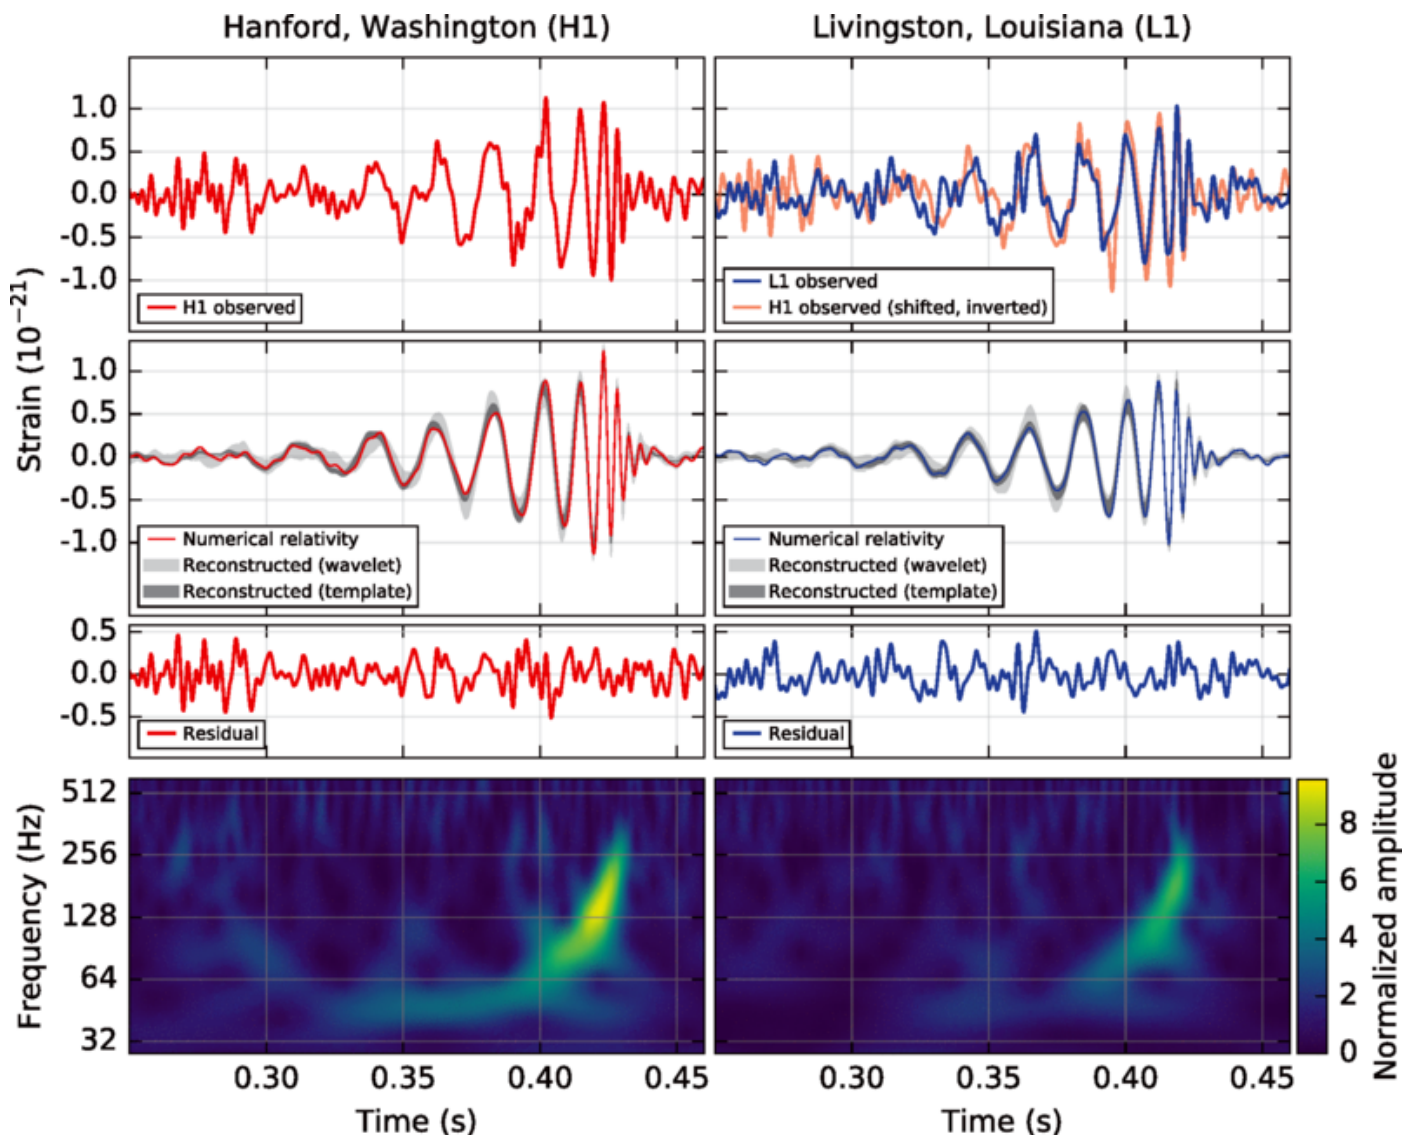 Hanford, Washington (H1)
Livingston, Louisiana (L1)
Strain (10⁻²¹)
1.0
0.5
0.0
-0.5
-1.0
H1 observed
L1 observed
H1 observed (shifted, inverted)
1.0
0.5
0.0
-0.5
-1.0
Numerical relativity
Reconstructed (wavelet)
Reconstructed (template)
Numerical relativity
Reconstructed (wavelet)
Reconstructed (template)
0.5
0.0
-0.5
Residual
Residual
Frequency (Hz)
512
256
128
64
32
0.30
0.35
0.40
0.45
Time (s)
0.30
0.35
0.40
0.45
Time (s)
8
6
4
2
0
Normalized amplitude